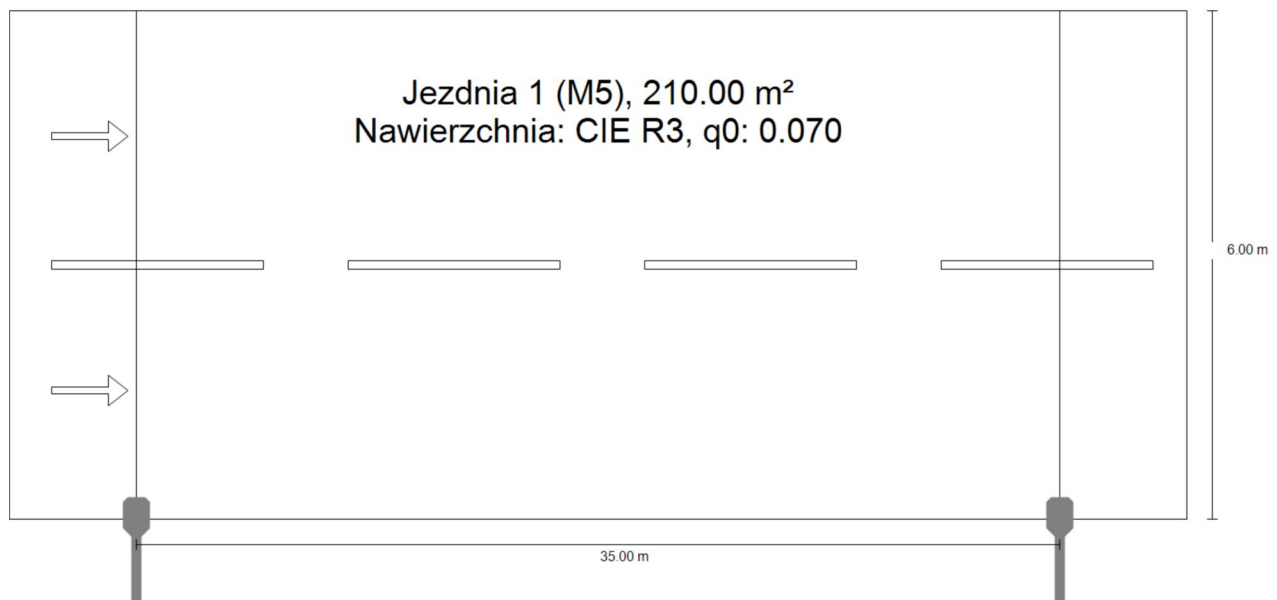 Jezdnia 1 (M5), 210.00 m²
Nawierzchnia: CIE R3, q0: 0.070
6.00 m
35.00 m